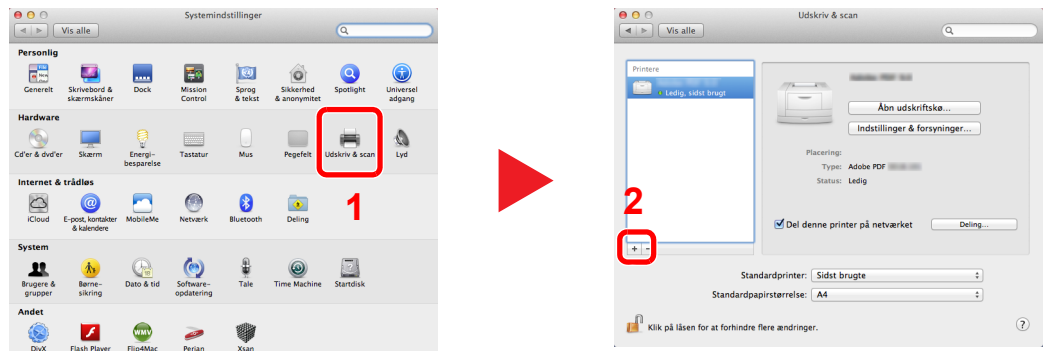 Systemindstillinger
Vis alle
Personlig
Generelt
Skrivebord & skærmskåner
Dock
Mission Control
Sprog & tekst
Sikkerhed & anonymitet
Spotlight
Universel adgang
Hardware
Cd'er & dvd'er
Skærm
Energi-besparelse
Tastatur
Mus
Pegefelt
Udskriv & scan
Lyd
1
Internet & trådløs
iCloud
E-post, kontakter & kalendere
MobileMe
Netværk
Bluetooth
Deling
System
Brugere & grupper
Børne-sikring
Dato & tid
Software-opdatering
Tale
Time Machine
Startdisk
Andet
DivX
Flash Player
Flip4Mac
WMV
Perian
Xsan
Udskriv & scan
Vis alle
Printere
Ledig, sidst brugt
Åbn udskriftskø...
Indstillinger & forsyninger...
Placering:
Type: Adobe PDF
Status: Ledig
2
Del denne printer på netværket
Deling...
+ -
Standardprinter: Sidst brugte
Standardpapirstørrelse: A4
Klik på låsen for at forhindre flere ændringer.
?